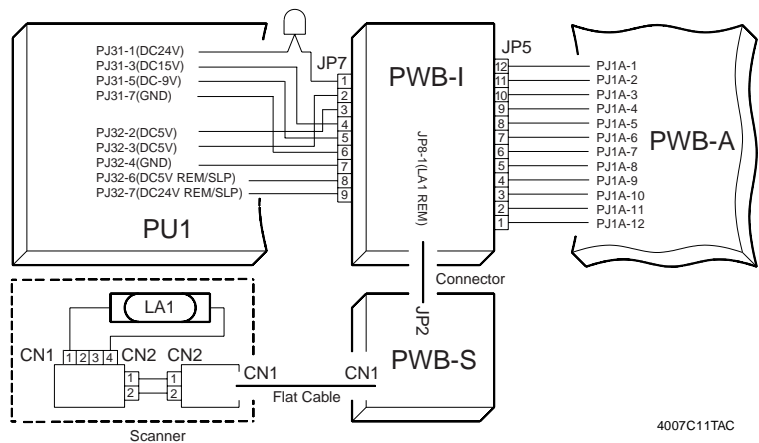 PJ31-1(DC24V)
PJ31-3(DC15V)
PJ31-5(DC-9V)
PJ31-7(GND)
PJ32-2(DC5V)
PJ32-3(DC5V)
PJ32-4(GND)
PJ32-6(DC5V REM/SLP)
PJ32-7(DC24V REM/SLP)
PU1
JP7
1
2
3
4
5
6
7
8
9
PWB-I
JP8-1(LA1 REM)
JP5
12
11
10
9
8
7
6
5
4
3
2
1
PJ1A-1
PJ1A-2
PJ1A-3
PJ1A-4
PJ1A-5
PJ1A-6
PJ1A-7
PJ1A-8
PJ1A-9
PJ1A-10
PJ1A-11
PJ1A-12
PWB-A
Connector
JP2
PWB-S
CN1
LA1
CN1
1 2 3 4
CN2
CN2
1
2
1
2
CN1
Flat Cable
Scanner
4007C11TAC